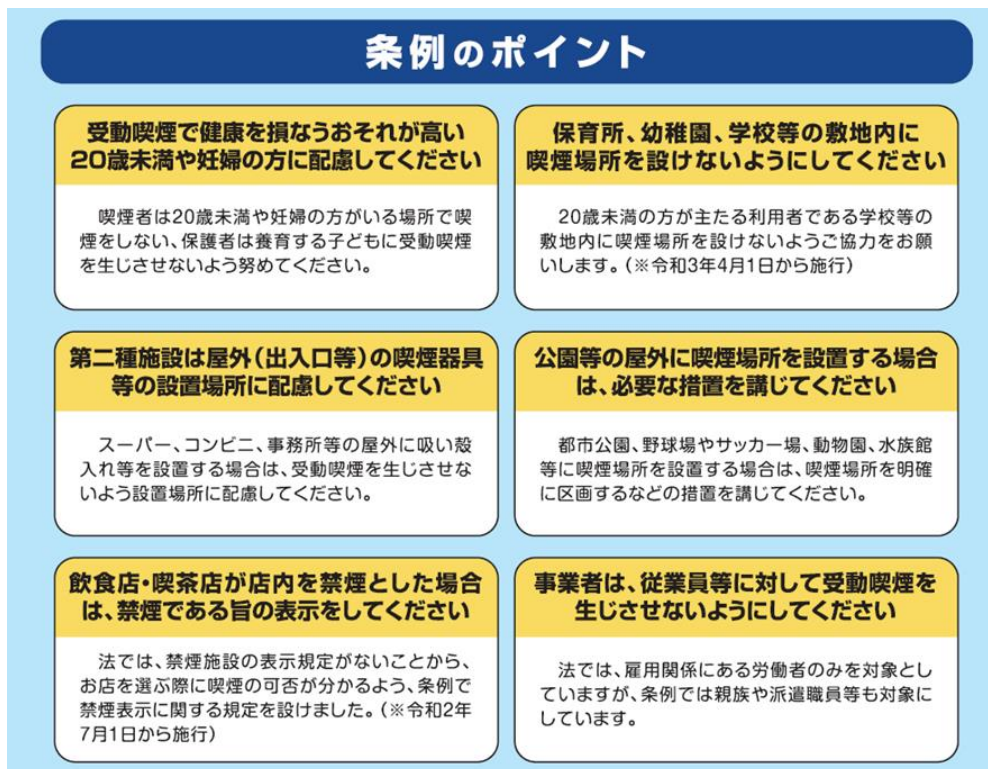 条例のポイント
受動喫煙で健康を損なうおそれが高い
20歳未満や妊婦の方に配慮してください
喫煙者は20歳未満や妊婦の方がいる場所で喫
煙をしない、保護者は養育する子どもに受動喫煙
を生じさせないよう努めてください。
保育所、幼稚園、学校等の敷地内に
喫煙場所を設けないようにしてください
20歳未満の方が主たる利用者である学校等の
敷地内に喫煙場所を設けないようご協力をお願
いします。(※令和3年4月1日から施行)
第二種施設は屋外(出入口等)の喫煙器具
等の設置場所に配慮してください
スーパー、コンビニ、事務所等の屋外に吸い殻
入れ等を設置する場合は、受動喫煙を生じさせな
いよう設置場所に配慮してください。
公園等の屋外に喫煙場所を設置する場合
は、必要な措置を講じてください
都市公園、野球場やサッカー場、動物園、水族館
等に喫煙場所を設置する場合は、喫煙場所を明確
に区画するなどの措置を講じてください。
飲食店・喫茶店が店内を禁煙とした場合
は、禁煙である旨の表示をしてください
法では、禁煙施設の表示規定がないことから、
お店を選ぶ際に喫煙の可否が分かるよう、条例で
禁煙表示に関する規定を設けました。(※令和2年
7月1日から施行)
事業者は、従業員等に対して受動喫煙を
生じさせないようにしてください
法では、雇用関係にある労働者のみを対象とし
ていますが、条例では親族や派遣職員等も対象に
しています。